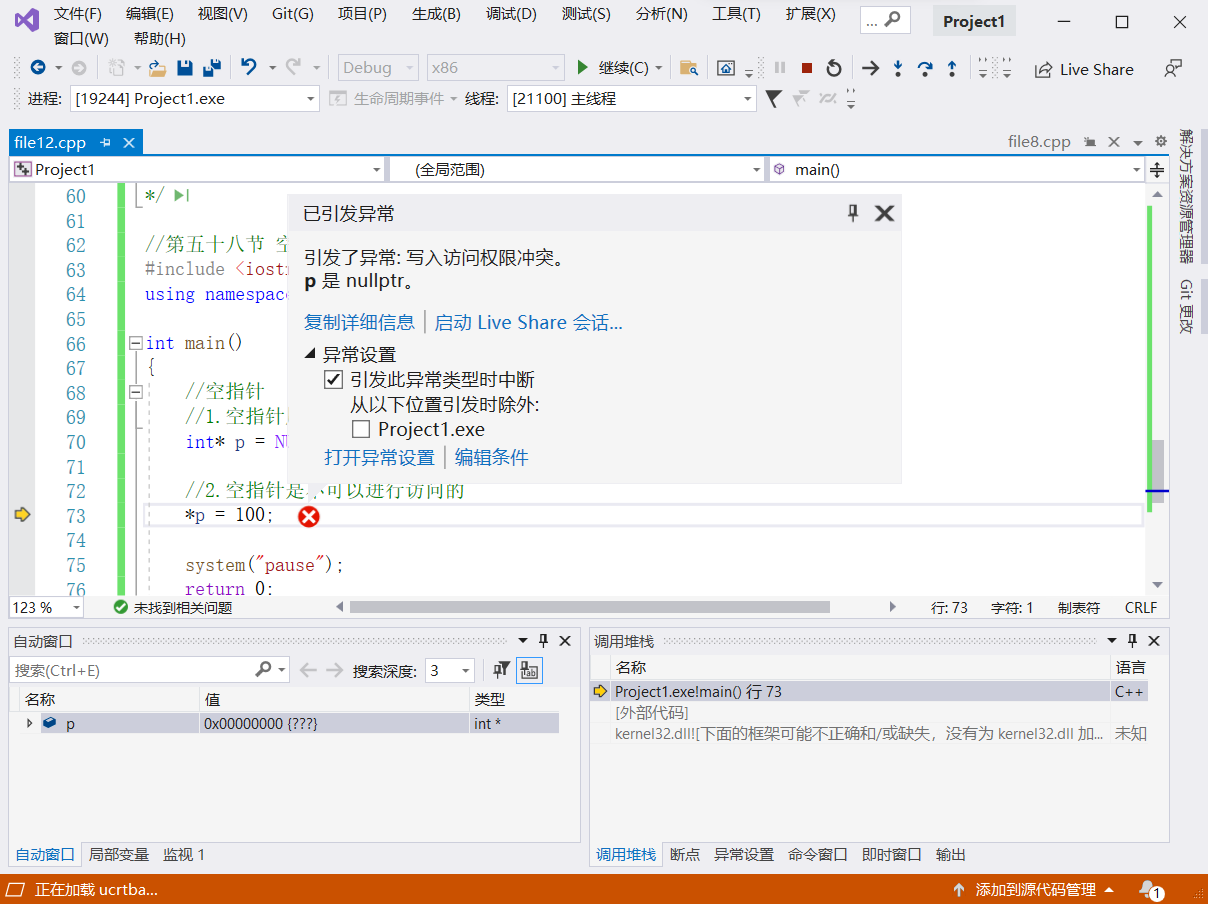 文件(F) 编辑(E) 视图(V) Git(G) 项目(P) 生成(B) 调试(D) 测试(S) 分析(N) 工具(T) 扩展(X) ... Project1
窗口(W) 帮助(H)
Debug x86 继续(C) Live Share
进程: [19244] Project1.exe 生命周期事件 线程: [21100] 主线程
file12.cpp file8.cpp
Project1 (全局范围) main()
60 */
61
62 //第五十八节 空
63 #include <iost
64 using namespac
65
66 int main()
67 {
68 //空指针
69 //1.空指针
70 int* p = N
71
72 //2.空指针是不可以进行访问的
73 *p = 100;
74
75 system("pause");
76 return 0;
已引发异常
引发了异常: 写入访问权限冲突。
p 是 nullptr。
复制详细信息 启动 Live Share 会话...
异常设置
引发此异常类型时中断
从以下位置引发时除外:
Project1.exe
打开异常设置 编辑条件
解决方案资源管理器
Git 更改
123 % 未找到相关问题 行: 73 字符: 1 制表符 CRLF
自动窗口
搜索(Ctrl+E) 搜索深度: 3
名称 值 类型
p 0x00000000 {???} int *
自动窗口 局部变量 监视 1
调用堆栈
名称 语言
Project1.exe!main() 行 73 C++
[外部代码]
kernel32.dll![下面的框架可能不正确和/或缺失，没有为 kernel32.dll 加... 未知
调用堆栈 断点 异常设置 命令窗口 即时窗口 输出
正在加载 ucrtba... 添加到源代码管理 1